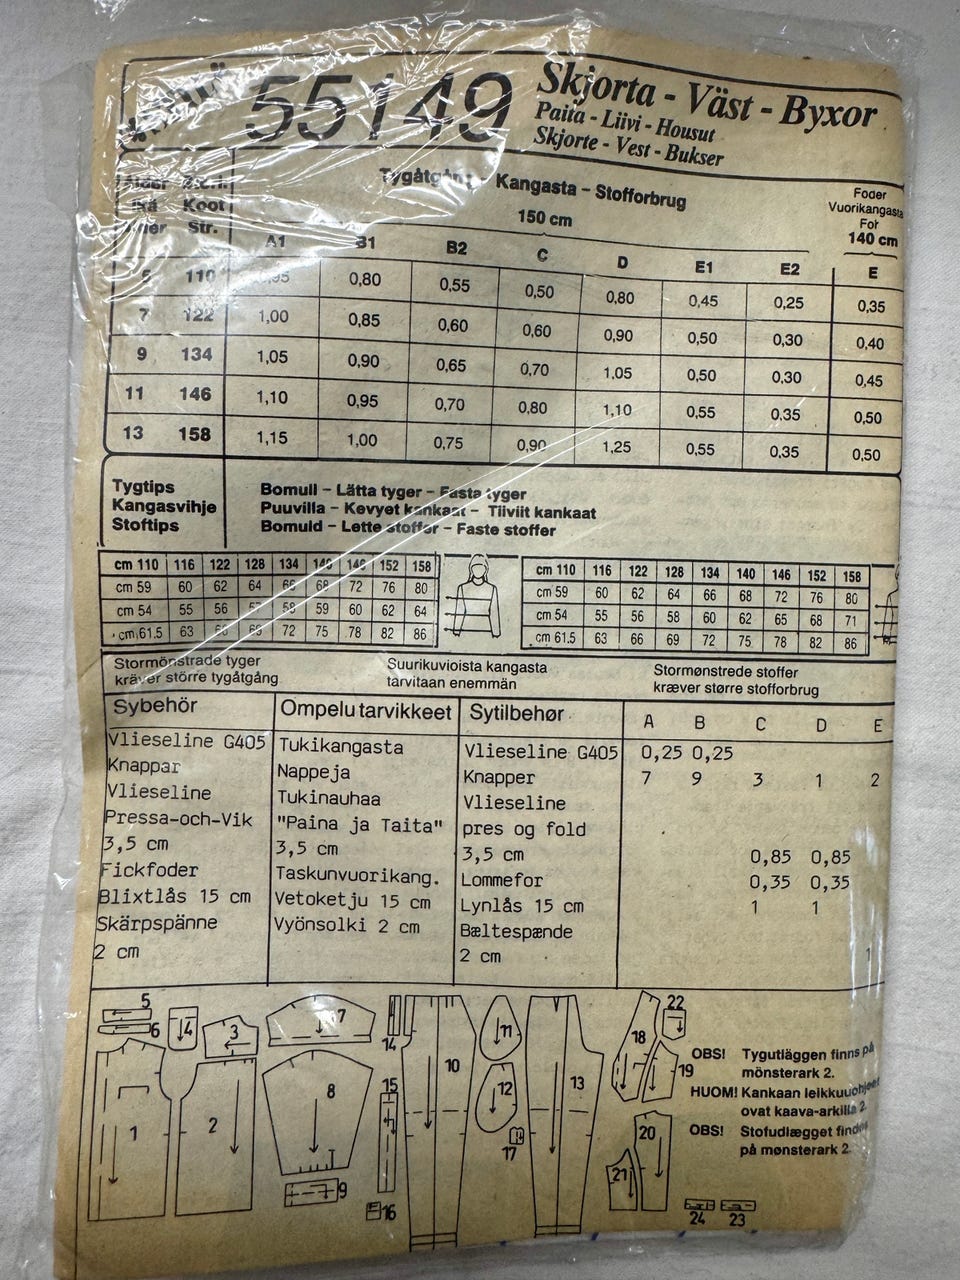 55149
Skjorta - Väst - Byxor
Paita - Liivi - Housut
Skjorte - Vest - Bukser
Koot
Str.
Kangasta - Stofforbrug
150 cm
Foder
Vuorikangasta
For
140 cm
A1 B1 B2 C D E1 E2 E
110 0,80 0,55 0,50 0,80 0,45 0,25 0,35
7 122 1,00 0,85 0,60 0,60 0,90 0,50 0,30 0,40
9 134 1,05 0,90 0,65 0,70 1,05 0,50 0,30 0,45
11 146 1,10 0,95 0,70 0,80 1,10 0,55 0,35 0,50
13 158 1,15 1,00 0,75 0,90 1,25 0,55 0,35 0,50
Tygtips
Kangasvihje
Stoftips
Bomull - Lätta tyger - Fasta tyger
Puuvilla - Kevyet kankaat - Tiiviit kankaat
Bomuld - Lette stoffer - Faste stoffer
cm 110 116 122 128 134 152 158
cm 59 60 62 64 66 68 72 76 80
cm 54 55 56 58 59 60 62 64
cm 61.5 63 72 75 78 82 86
cm 110 116 122 128 134 140 146 152 158
cm 59 60 62 64 66 68 72 76 80
cm 54 55 56 58 60 62 65 68 71
cm 61.5 63 66 69 72 75 78 82 86
Stormönstrade tyger
kräver större tygåtgång
Suurikuvioista kangasta
tarvitaan enemmän
Stormønstrede stoffer
kræver større stofforbrug
Sybehör
Vlieseline G405
Knappar
Vlieseline
Pressa-och-Vik
3,5 cm
Fickfoder
Blixtlås 15 cm
Skärpspänne
2 cm
Ompelutarvikkeet
Tukikangasta
Nappeja
Tukinauhaa
"Paina ja Taita"
3,5 cm
Taskunvuorikang.
Vetoketju 15 cm
Vyönsolki 2 cm
Sytilbehør
Vlieseline G405
Knapper
Vlieseline
pres og fold
3,5 cm
Lommefor
Lynlås 15 cm
Bæltespænde
2 cm
A B C D E
0,25 0,25
7 9 3 1 2
0,85 0,85
0,35 0,35
1 1
1
5
6
4
3
7
14
10
11
13
18
22
19
1
2
8
15
12
17
20
21
9
16
24
23
OBS! Tygutläggen finns på
mönsterark 2.
HUOM! Kankaan leikkuuohjeet
ovat kaava-arkilla 2.
OBS! Stofudlægget findes
på mønsterark 2.